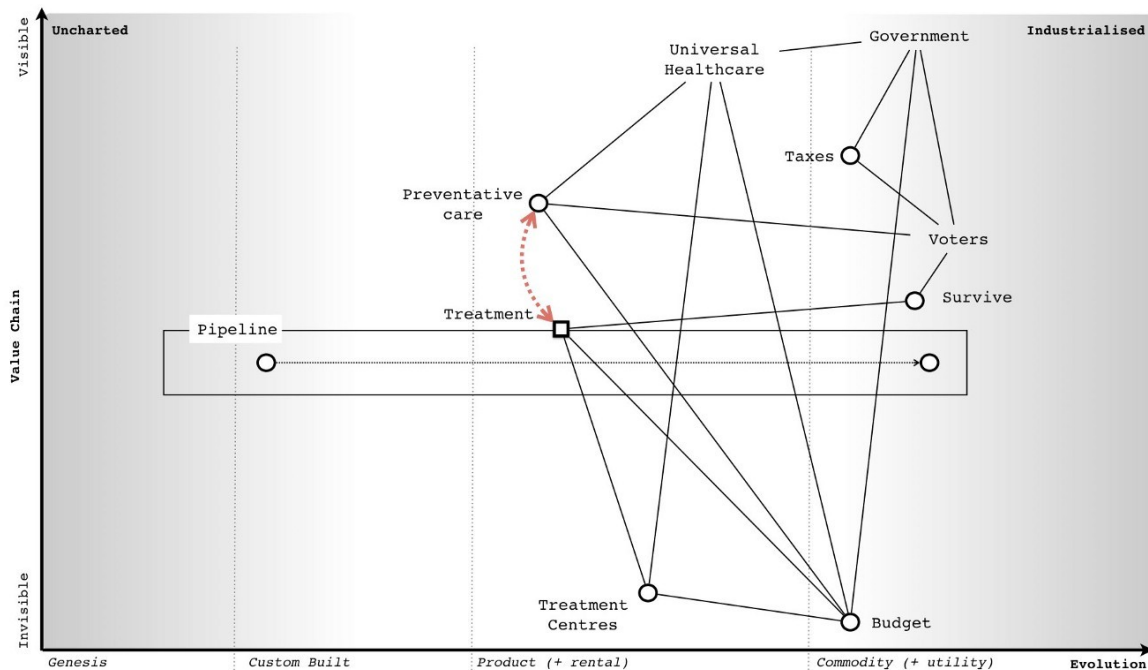 Uncharted
Industrialised
Visible
Value Chain
Invisible
Universal
Healthcare
Government
Taxes
Preventative
care
Voters
Survive
Treatment
Pipeline
Treatment
Centres
Budget
Genesis
Custom Built
Product (+ rental)
Commodity (+ utility)
Evolution